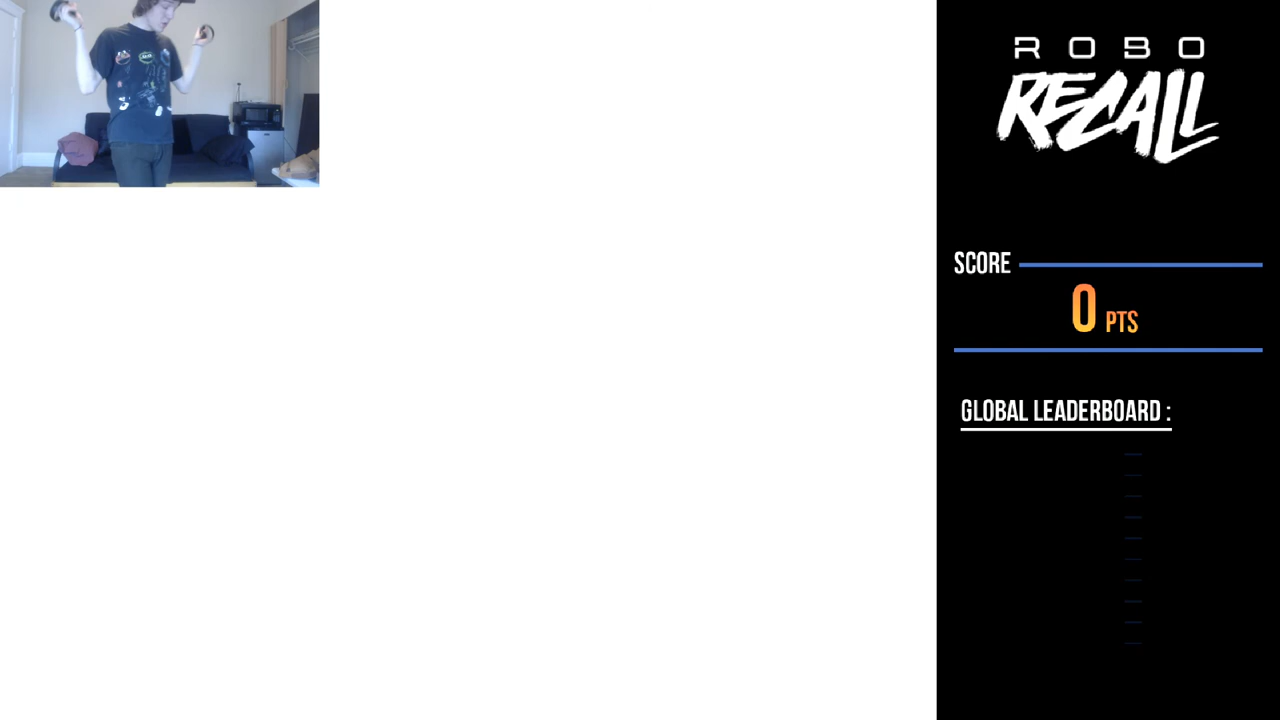 ROBO
RECALL
SCORE
0 PTS
GLOBAL LEADERBOARD :